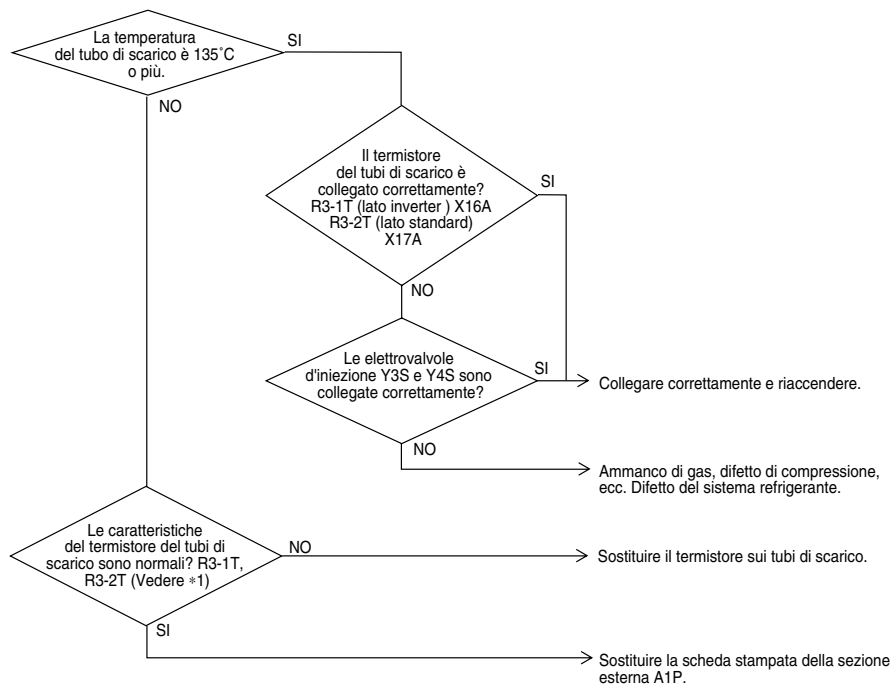 La temperatura
del tubo di scarico è 135˚C
o più.
SI
NO
Il termistore
del tubi di scarico è
collegato correttamente?
R3-1T (lato inverter ) X16A
R3-2T (lato standard)
X17A
SI
NO
Le elettrovalvole
d'iniezione Y3S e Y4S sono
collegate correttamente?
SI
Collegare correttamente e riaccendere.
NO
Ammanco di gas, difetto di compressione,
ecc. Difetto del sistema refrigerante.
Le caratteristiche
del termistore del tubi di
scarico sono normali? R3-1T,
R3-2T (Vedere *1)
NO
Sostituire il termistore sui tubi di scarico.
SI
Sostituire la scheda stampata della sezione
esterna A1P.